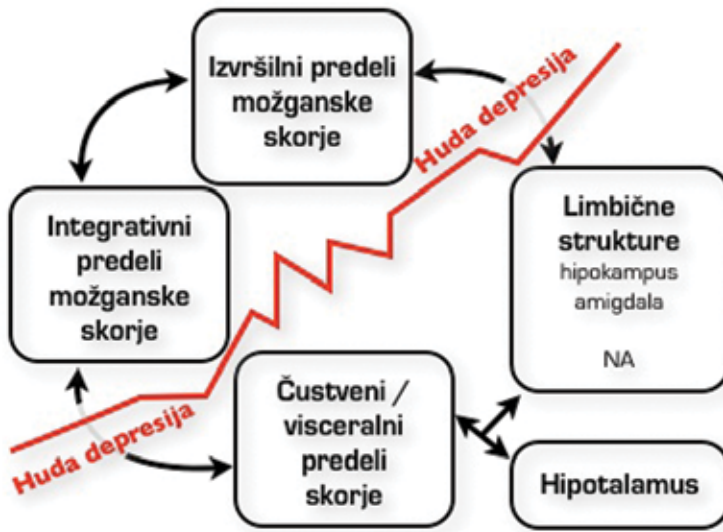 Izvršilni predeli
možganske
skorje
Huda depresija
Integrativni
predeli
možganske
skorje
Limbične
strukture
hipokampus
amigdala
NA
Huda depresija
Čustveni /
visceralni
predeli
skorje
Hipotalamus